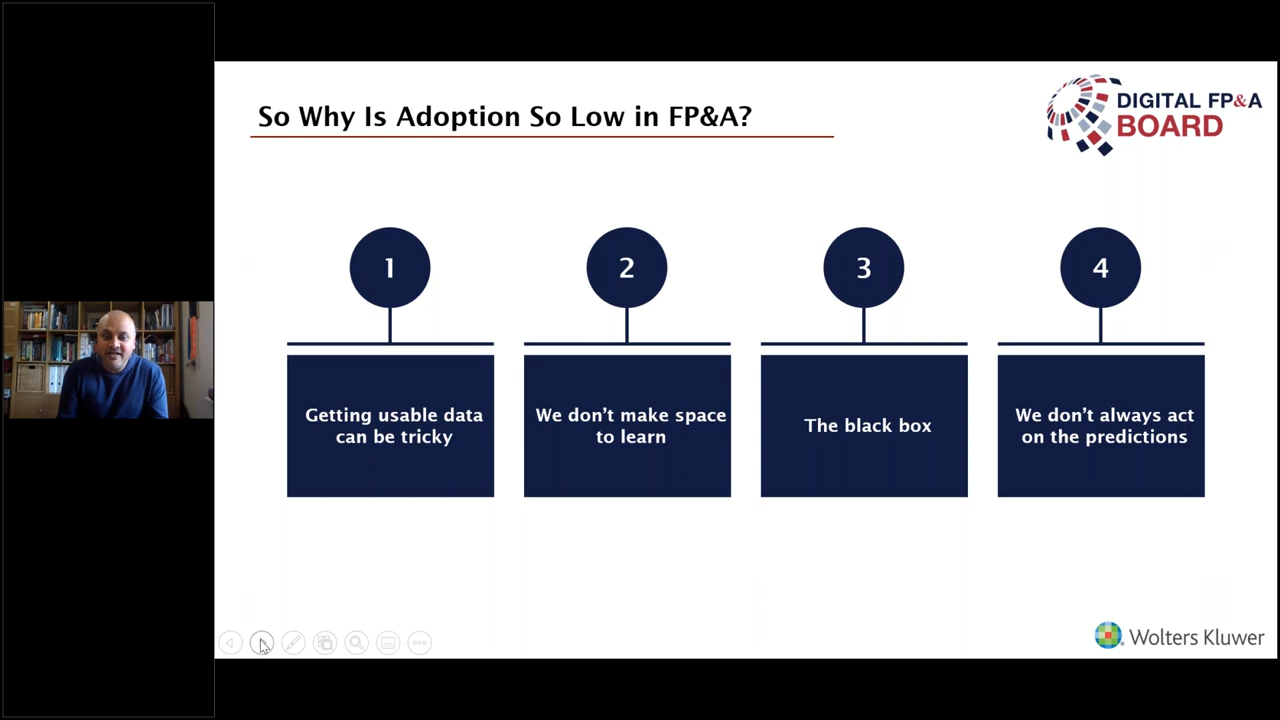 So Why Is Adoption So Low in FP&A?
DIGITAL FP&A
BOARD
1
2
3
4
Getting usable data
can be tricky
We don’t make space
to learn
The black box
We don’t always act
on the predictions
Wolters Kluwer